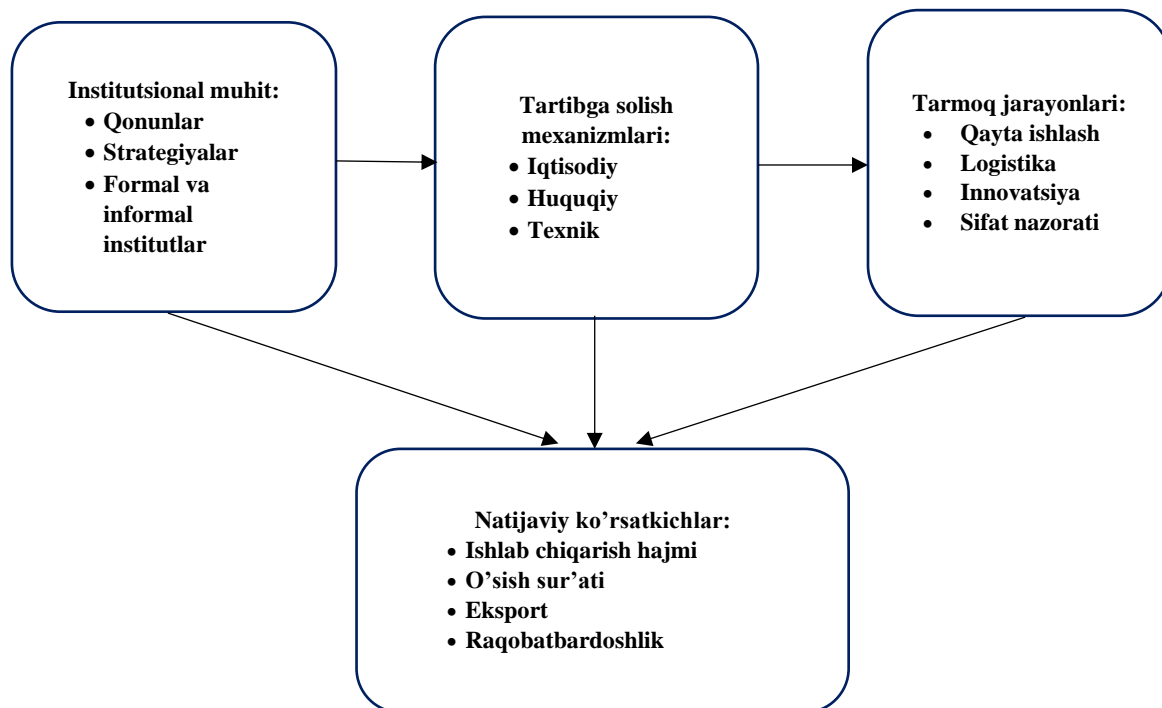 Institutsional muhit:
• Qonunlar
• Strategiyalar
• Formal va
informal
institutlar
Tartibga solish
mexanizmlari:
• Iqtisodiy
• Huquqiy
• Texnik
Tarmoq jarayonlari:
• Qayta ishlash
• Logistika
• Innovatsiya
• Sifat nazorati
Natijaviy ko’rsatkichlar:
• Ishlab chiqarish hajmi
• O’sish sur’ati
• Eksport
• Raqobatbardoshlik